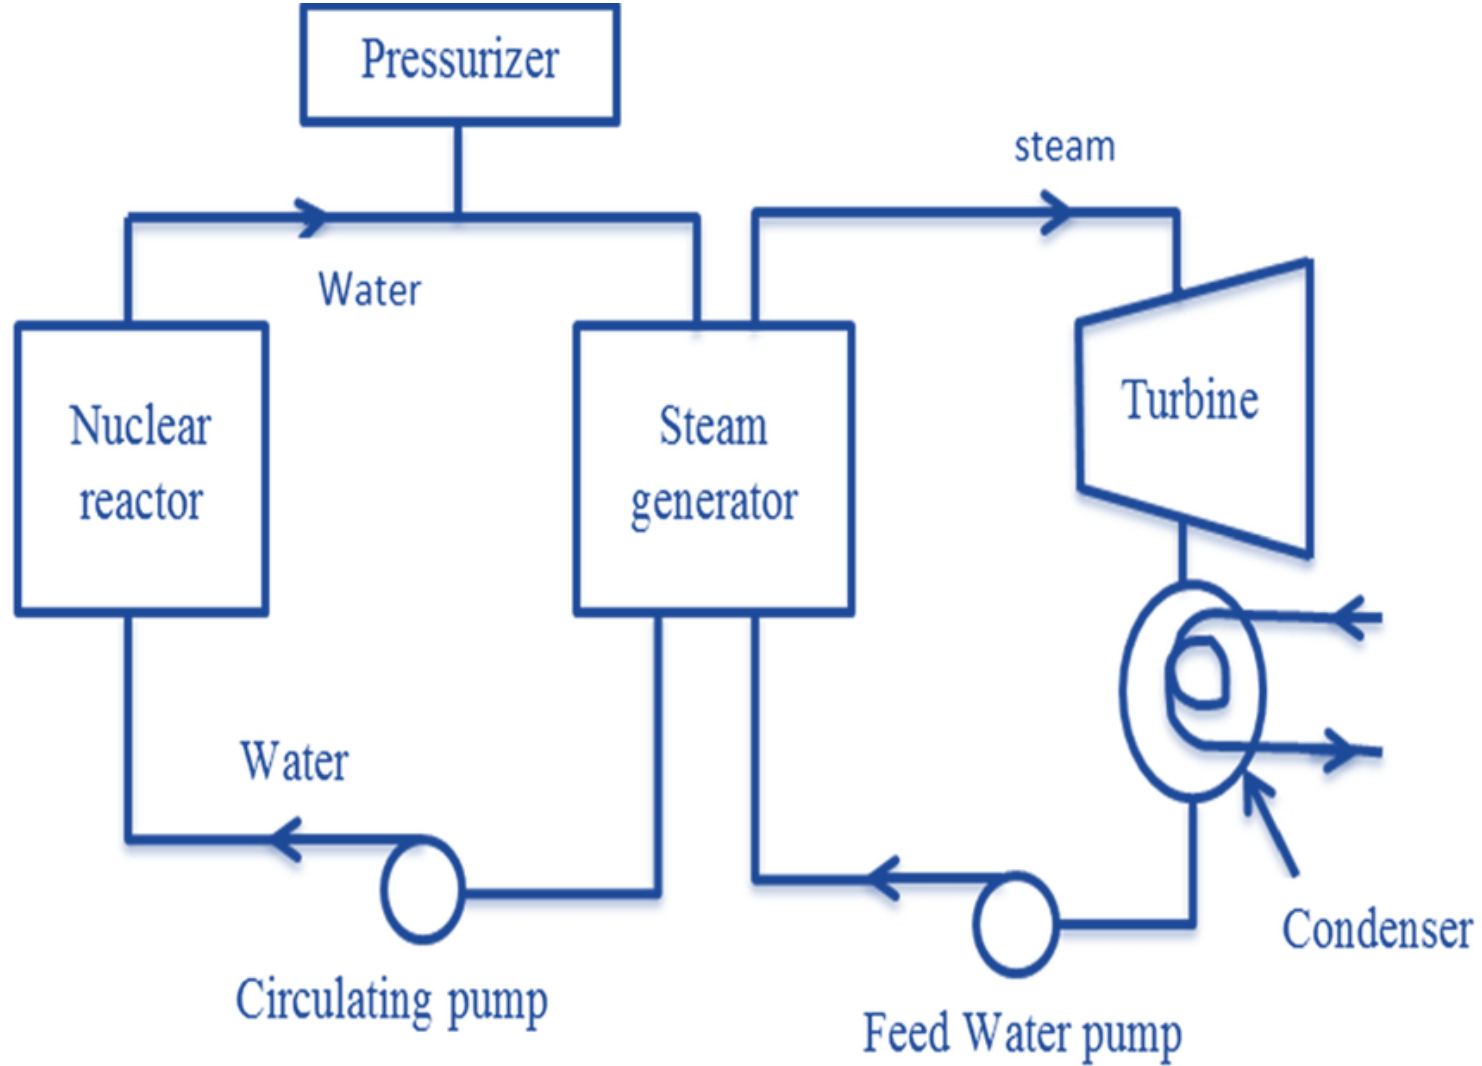 Pressurizer
steam
Water
Nuclear
reactor
Steam
generator
Turbine
Water
Condenser
Circulating pump
Feed Water pump